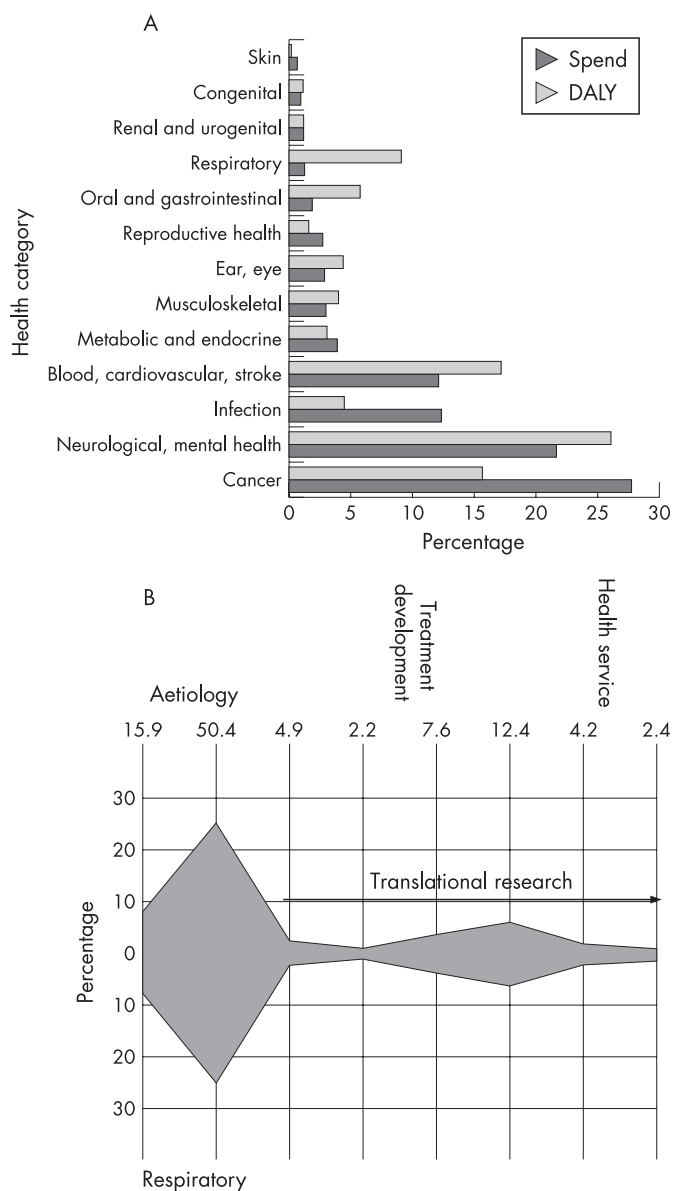 A
Spend
DALY
Skin
Congenital
Renal and urogenital
Respiratory
Oral and gastrointestinal
Reproductive health
Ear, eye
Musculoskeletal
Metabolic and endocrine
Blood, cardiovascular, stroke
Infection
Neurological, mental health
Cancer
Health category
0 5 10 15 20 25 30
Percentage
B
Aetiology
Treatment
development
Health service
15.9 50.4 4.9 2.2 7.6 12.4 4.2 2.4
30
20
10
0
10
20
30
Percentage
Translational research
Respiratory